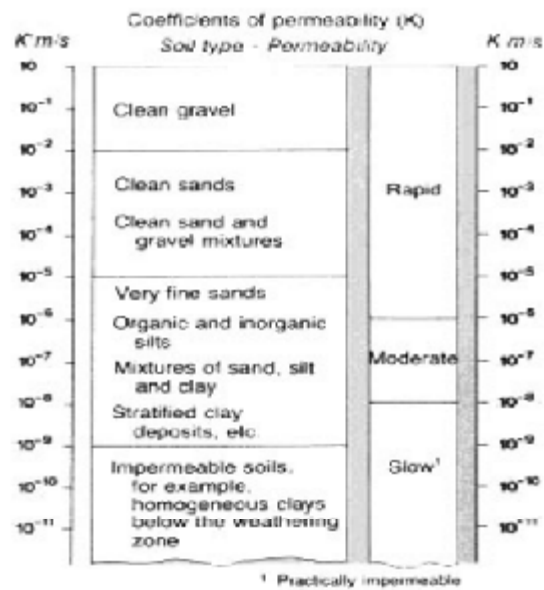 Coefficients of permeability (K)
K m/s Soil type - Permeability K m/s
10 10
10⁻¹ Clean gravel 10⁻¹
10⁻² 10⁻²
Clean sands
10⁻³ Rapid 10⁻³
Clean sand and
10⁻⁴ gravel mixtures 10⁻⁴
10⁻⁵ 10⁻⁵
Very fine sands
10⁻⁶ 10⁻⁶
Organic and inorganic
silts
10⁻⁷ Moderate 10⁻⁷
Mixtures of sand, silt
and clay
10⁻⁸ 10⁻⁸
Stratified clay
deposits, etc.
10⁻⁹ 10⁻⁹
Impermeable soils, Slow¹
for example,
10⁻¹⁰ homogeneous clays 10⁻¹⁰
below the weathering
10⁻¹¹ zone 10⁻¹¹
¹ Practically impermeable